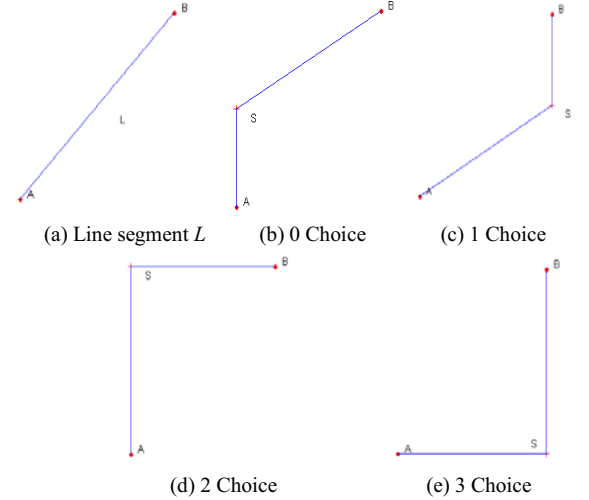 B
L
A
(a) Line segment L
B
S
A
(b) 0 Choice
B
S
A
(c) 1 Choice
S
B
A
(d) 2 Choice
B
A
S
(e) 3 Choice